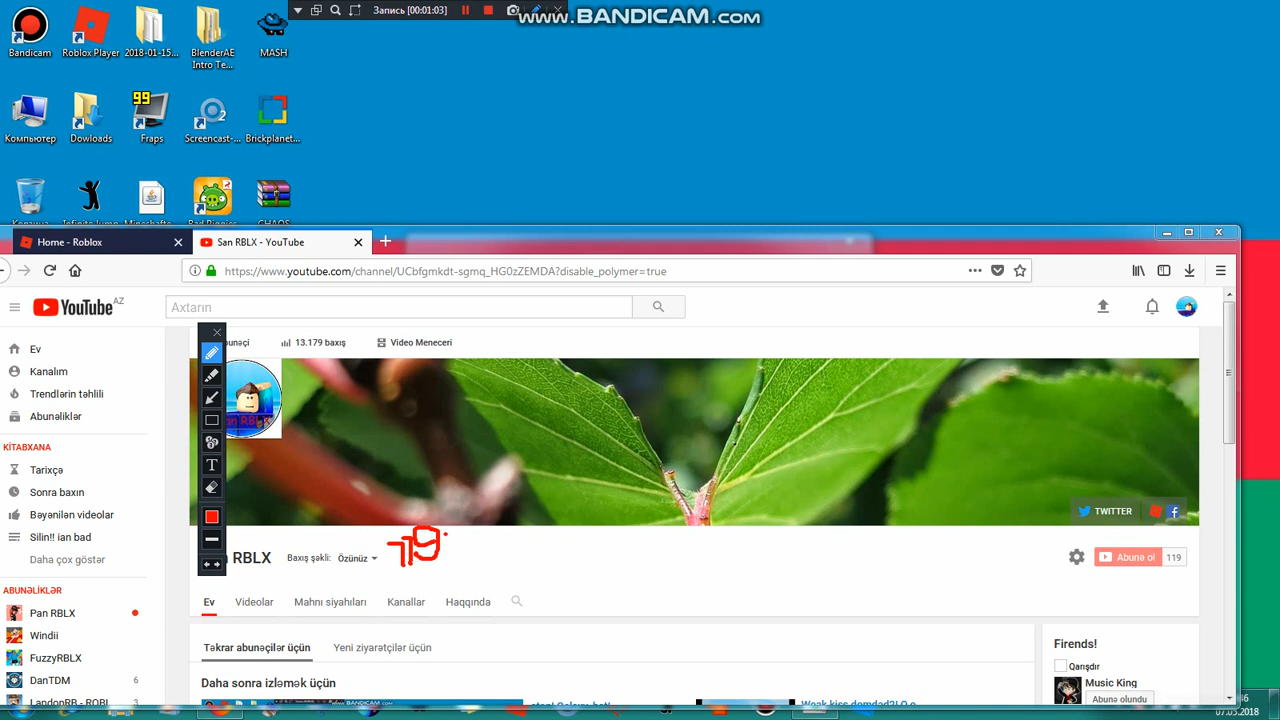 Запись [00:01:03]
www.BANDICAM.com
Bandicam
Roblox Player
2018-01-15...
BlenderAE Intro Te...
MASH
Компьютер
Dowloads
99
Fraps
Screencast-...
Brickplanet...
Home - Roblox
San RBLX - YouTube
https://www.youtube.com/channel/UCbfgmkdt-sgmq_HG0zZEMDA?disable_polymer=true
YouTube AZ
Axtarın
13.179 baxış
Video Meneceri
Ev
Kanalım
Trendlərin təhlili
Abunəliklər
KİTABXANA
Tarixçə
Sonra baxın
Bəyənilən videolar
Silin!! ian bad
Daha çox göstər
ABUNƏLİKLƏR
Pan RBLX
Windii
FuzzyRBLX
DanTDM 6
TWITTER
RBLX
Baxış şəkli: Özünüz
Abunə ol 119
Ev
Videolar
Mahnı siyahıları
Kanallar
Haqqında
Təkrar abunəçilər üçün
Yeni ziyarətçilər üçün
Daha sonra izləmək üçün
Firends!
Qarışdır
Music King
Abunə olundu
07.03.2018